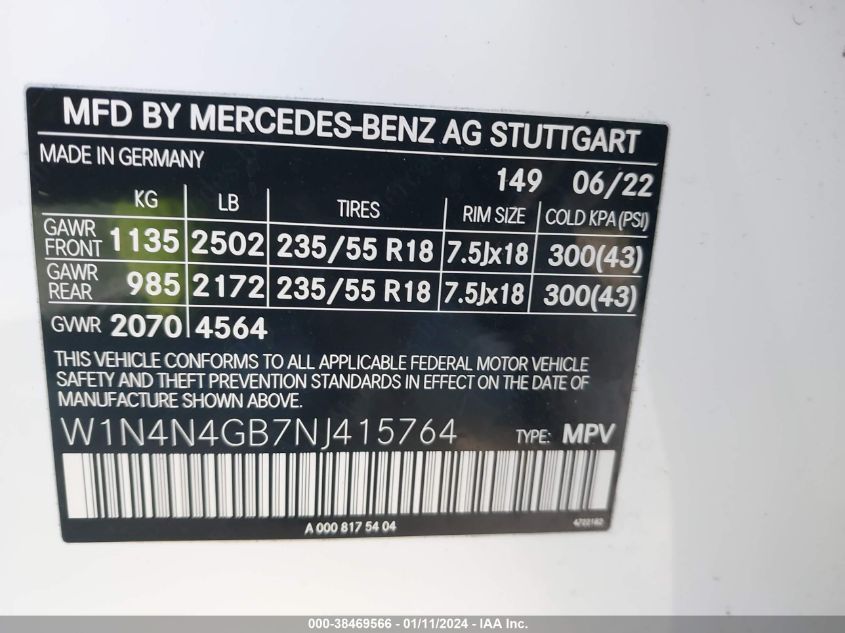 MFD BY MERCEDES-BENZ AG STUTTGART
MADE IN GERMANY
149 06/22
KG LB TIRES RIM SIZE COLD KPA (PSI)
GAWR FRONT 1135 2502 235/55 R18 7.5Jx18 300(43)
GAWR REAR 985 2172 235/55 R18 7.5Jx18 300(43)
GVWR 2070 4564
THIS VEHICLE CONFORMS TO ALL APPLICABLE FEDERAL MOTOR VEHICLE
SAFETY AND THEFT PREVENTION STANDARDS IN EFFECT ON THE DATE OF
MANUFACTURE SHOWN ABOVE.
W1N4N4GB7NJ415764 TYPE: MPV
A 000 817 54 04
000-38469566 - 01/11/2024 - IAA Inc.